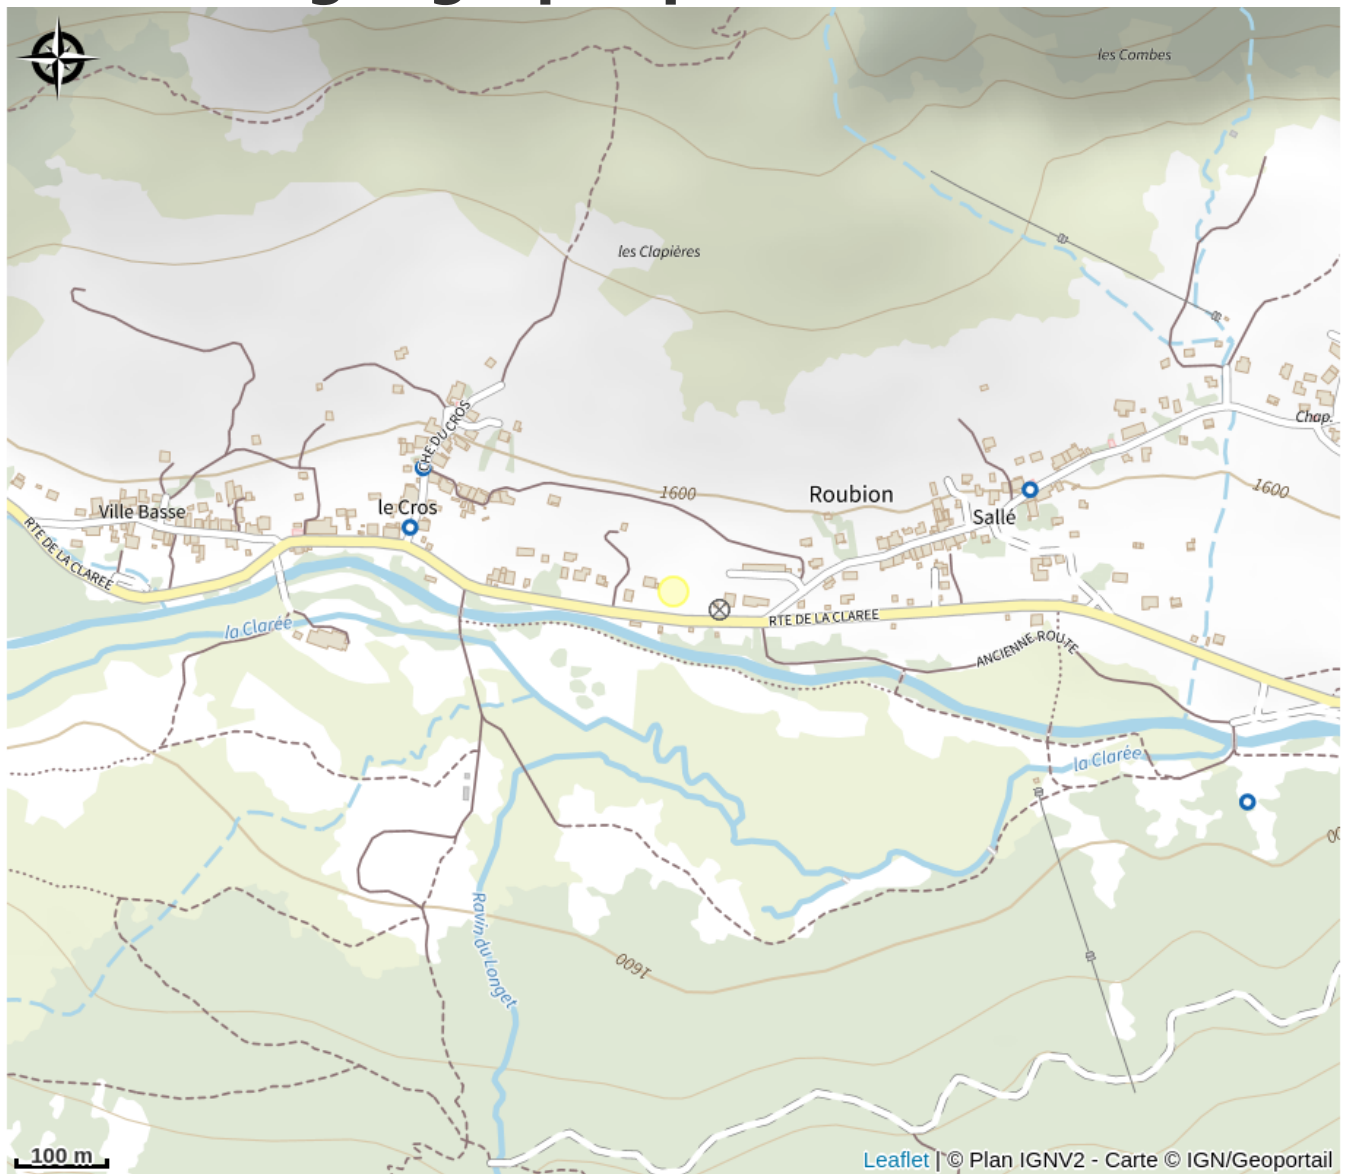 les Combes
les Clapières
Chap.
CHE DU CROS
1600
Roubion
1600
le Cros
Ville Basse
Sallé
RTE DE LA CLAREE
RTE DE LA CLAREE
la Clarée
ANCIENNE ROUTE
la Clarée
Ravin du Longet
1600
100 m
Leaflet | © Plan IGNV2 - Carte © IGN/Geoportail